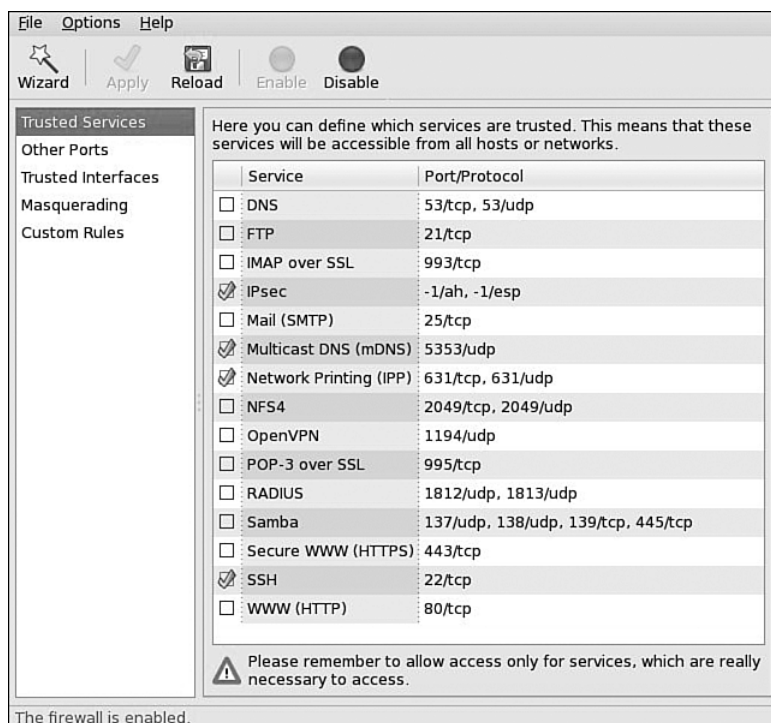 File Options Help
Wizard Apply Reload Enable Disable
Trusted Services
Other Ports
Trusted Interfaces
Masquerading
Custom Rules
Here you can define which services are trusted. This means that these
services will be accessible from all hosts or networks.
Service Port/Protocol
DNS 53/tcp, 53/udp
FTP 21/tcp
IMAP over SSL 993/tcp
IPsec -1/ah, -1/esp
Mail (SMTP) 25/tcp
Multicast DNS (mDNS) 5353/udp
Network Printing (IPP) 631/tcp, 631/udp
NFS4 2049/tcp, 2049/udp
OpenVPN 1194/udp
POP-3 over SSL 995/tcp
RADIUS 1812/udp, 1813/udp
Samba 137/udp, 138/udp, 139/tcp, 445/tcp
Secure WWW (HTTPS) 443/tcp
SSH 22/tcp
WWW (HTTP) 80/tcp
Please remember to allow access only for services, which are really
necessary to access.
The firewall is enabled.